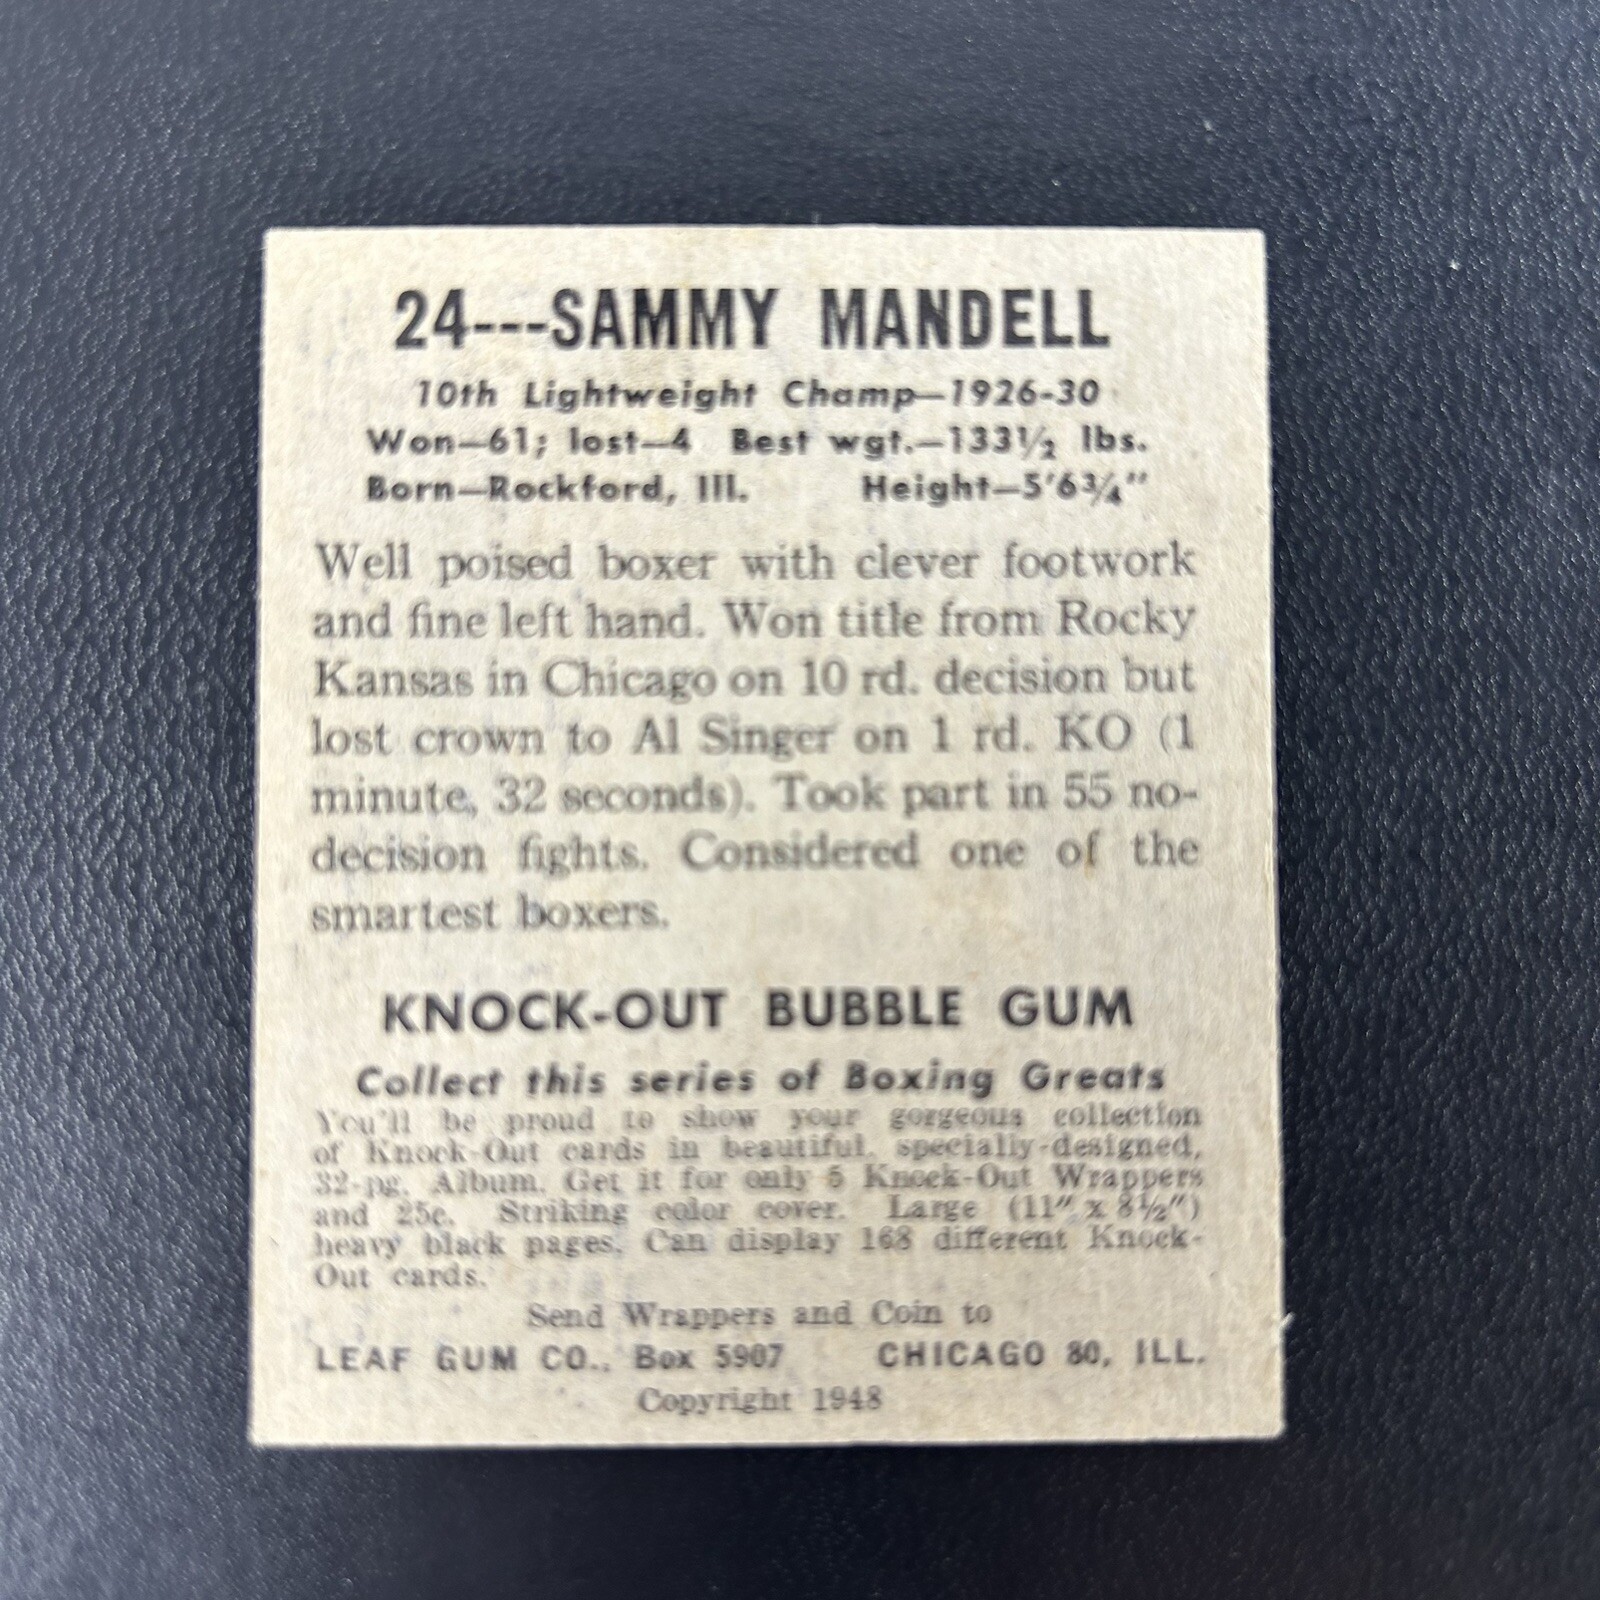 24---SAMMY MANDELL
10th Lightweight Champ—1926-30
Won—61; lost—4 Best wgt.—133½ lbs.
Born—Rockford, Ill. Height—5'6¾"
Well poised boxer with clever footwork
and fine left hand. Won title from Rocky
Kansas in Chicago on 10 rd. decision but
lost crown to Al Singer on 1 rd. KO (1
minute, 32 seconds). Took part in 55 no-
decision fights. Considered one of the
smartest boxers.
KNOCK-OUT BUBBLE GUM
Collect this series of Boxing Greats
You'll be proud to show your gorgeous collection
of Knock-Out cards in beautiful, specially-designed,
32-pg. Album. Get it for only 5 Knock-Out Wrappers
and 25c. Striking color cover. Large (11" x 8½")
heavy black pages. Can display 168 different Knock-
Out cards.
Send Wrappers and Coin to
LEAF GUM CO., Box 5907 CHICAGO 80, ILL.
Copyright 1948